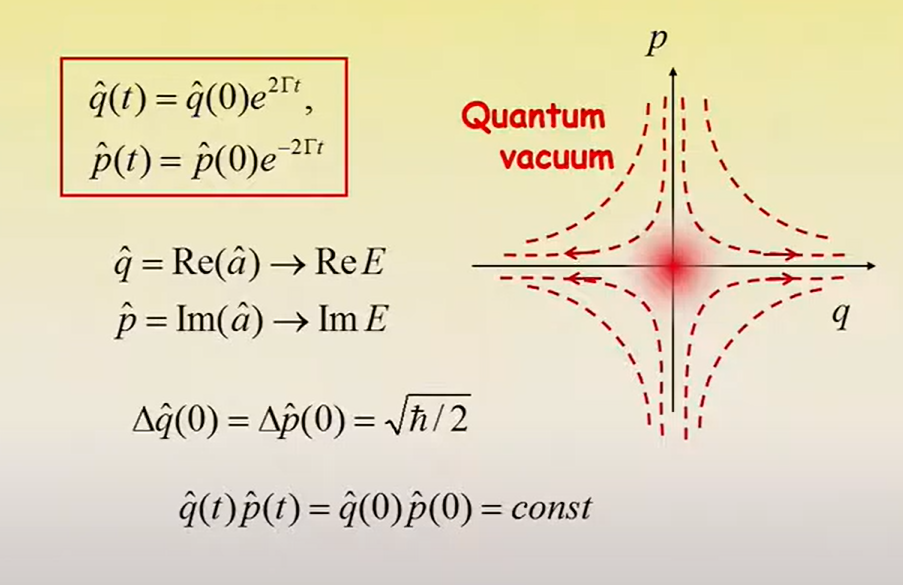 q̂(t) = q̂(0)e^{2Γt},
p̂(t) = p̂(0)e^{−2Γt}
q̂ = Re(â) → Re E
p̂ = Im(â) → Im E
Δq̂(0) = Δp̂(0) = √(ħ/2)
q̂(t)p̂(t) = q̂(0)p̂(0) = const
p
Quantum
vacuum
q